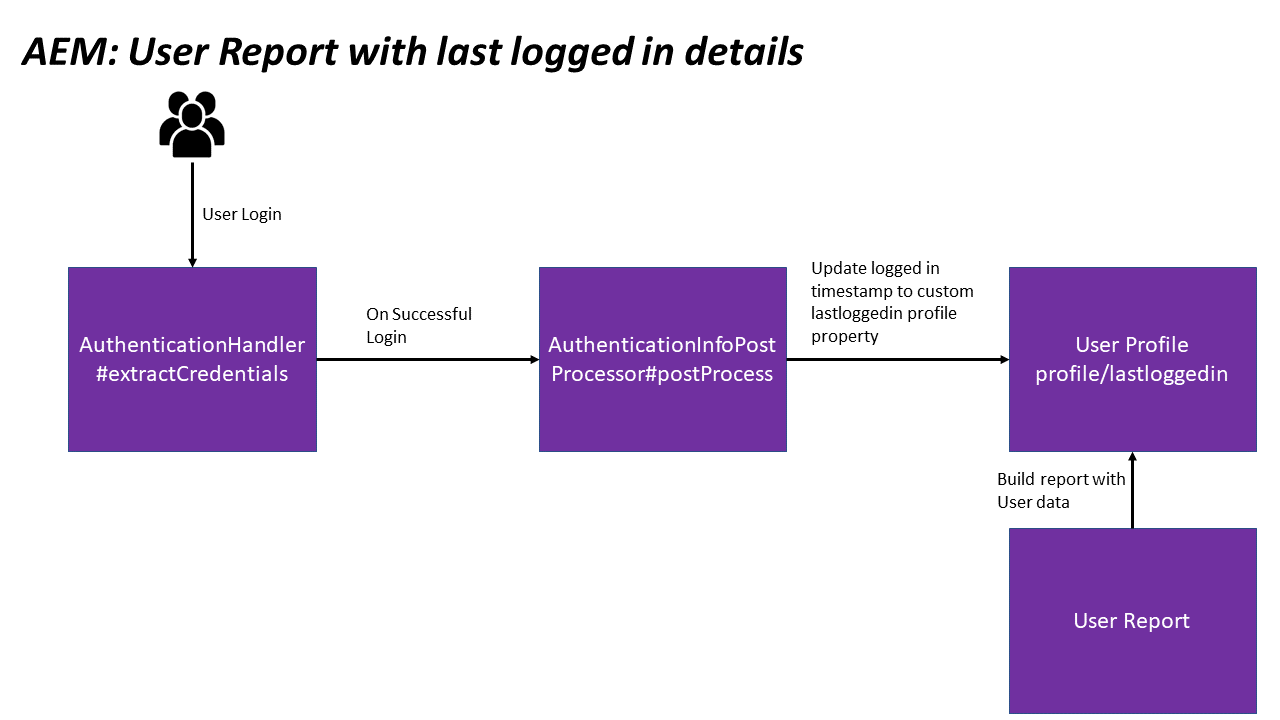 AEM: User Report with last logged in details
User Login
On Successful
Login
Update logged in
timestamp to custom
lastloggedin profile
property
AuthenticationHandler
#extractCredentials
AuthenticationInfoPost
Processor#postProcess
User Profile
profile/lastloggedin
Build report with
User data
User Report